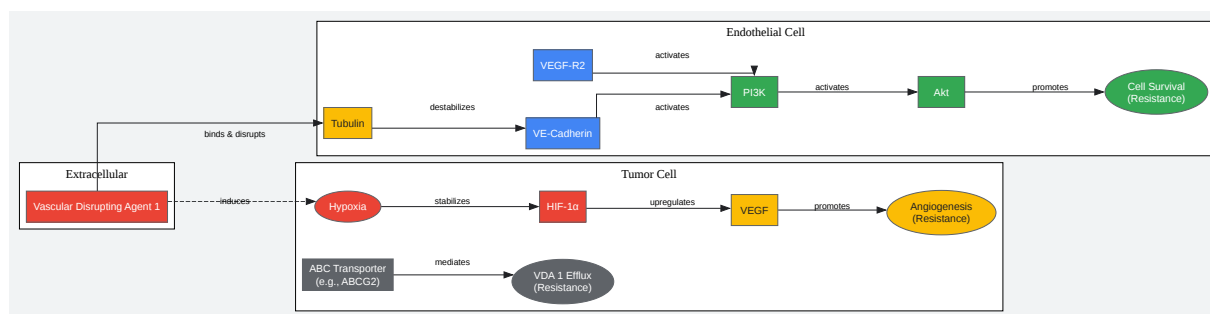 Endothelial Cell
VEGF-R2
activates
PI3K
activates
Akt
promotes
Cell Survival
(Resistance)
Tubulin
destabilizes
VE-Cadherin
activates
binds & disrupts
Extracellular
Vascular Disrupting Agent 1
induces
Tumor Cell
Hypoxia
stabilizes
HIF-1α
upregulates
VEGF
promotes
Angiogenesis
(Resistance)
ABC Transporter
(e.g., ABCG2)
mediates
VDA 1 Efflux
(Resistance)